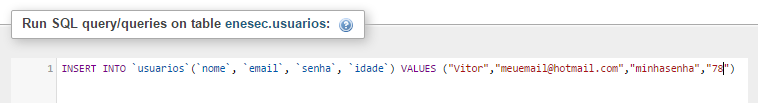 Run SQL query/queries on table enesec.usuarios:
1 INSERT INTO `usuarios`(`nome`, `email`, `senha`, `idade`) VALUES ("Vitor","meuemail@hotmail.com","minhasenha","78")